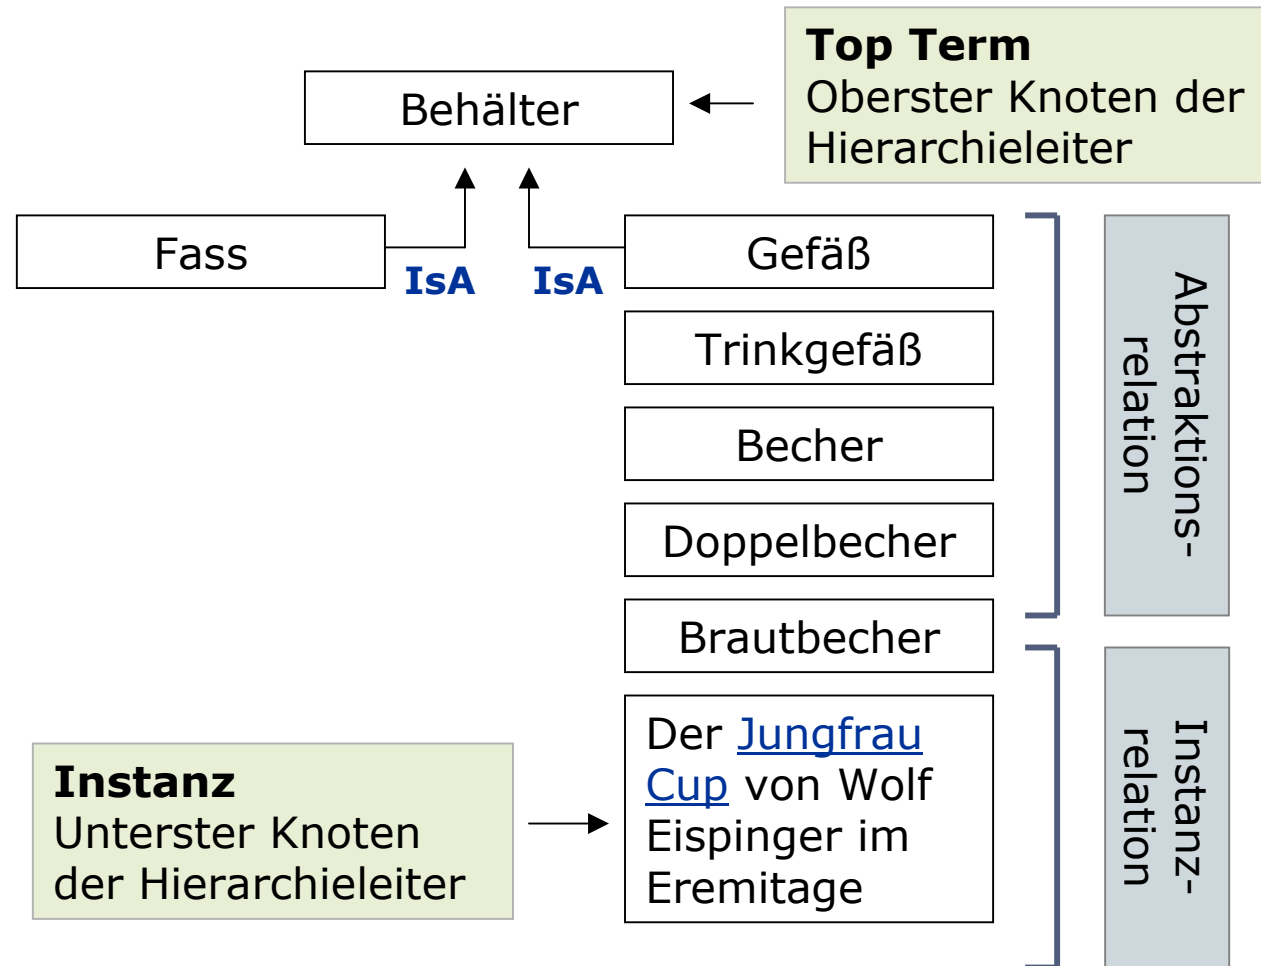 Top Term
Oberster Knoten der
Hierarchieleiter
Behälter
Fass
IsA
IsA
Gefäß
Trinkgefäß
Becher
Doppelbecher
Brautbecher
Abstraktions-
relation
Instanz
Unterster Knoten
der Hierarchieleiter
Der Jungfrau
Cup von Wolf
Eispinger im
Eremitage
Instanz-
relation